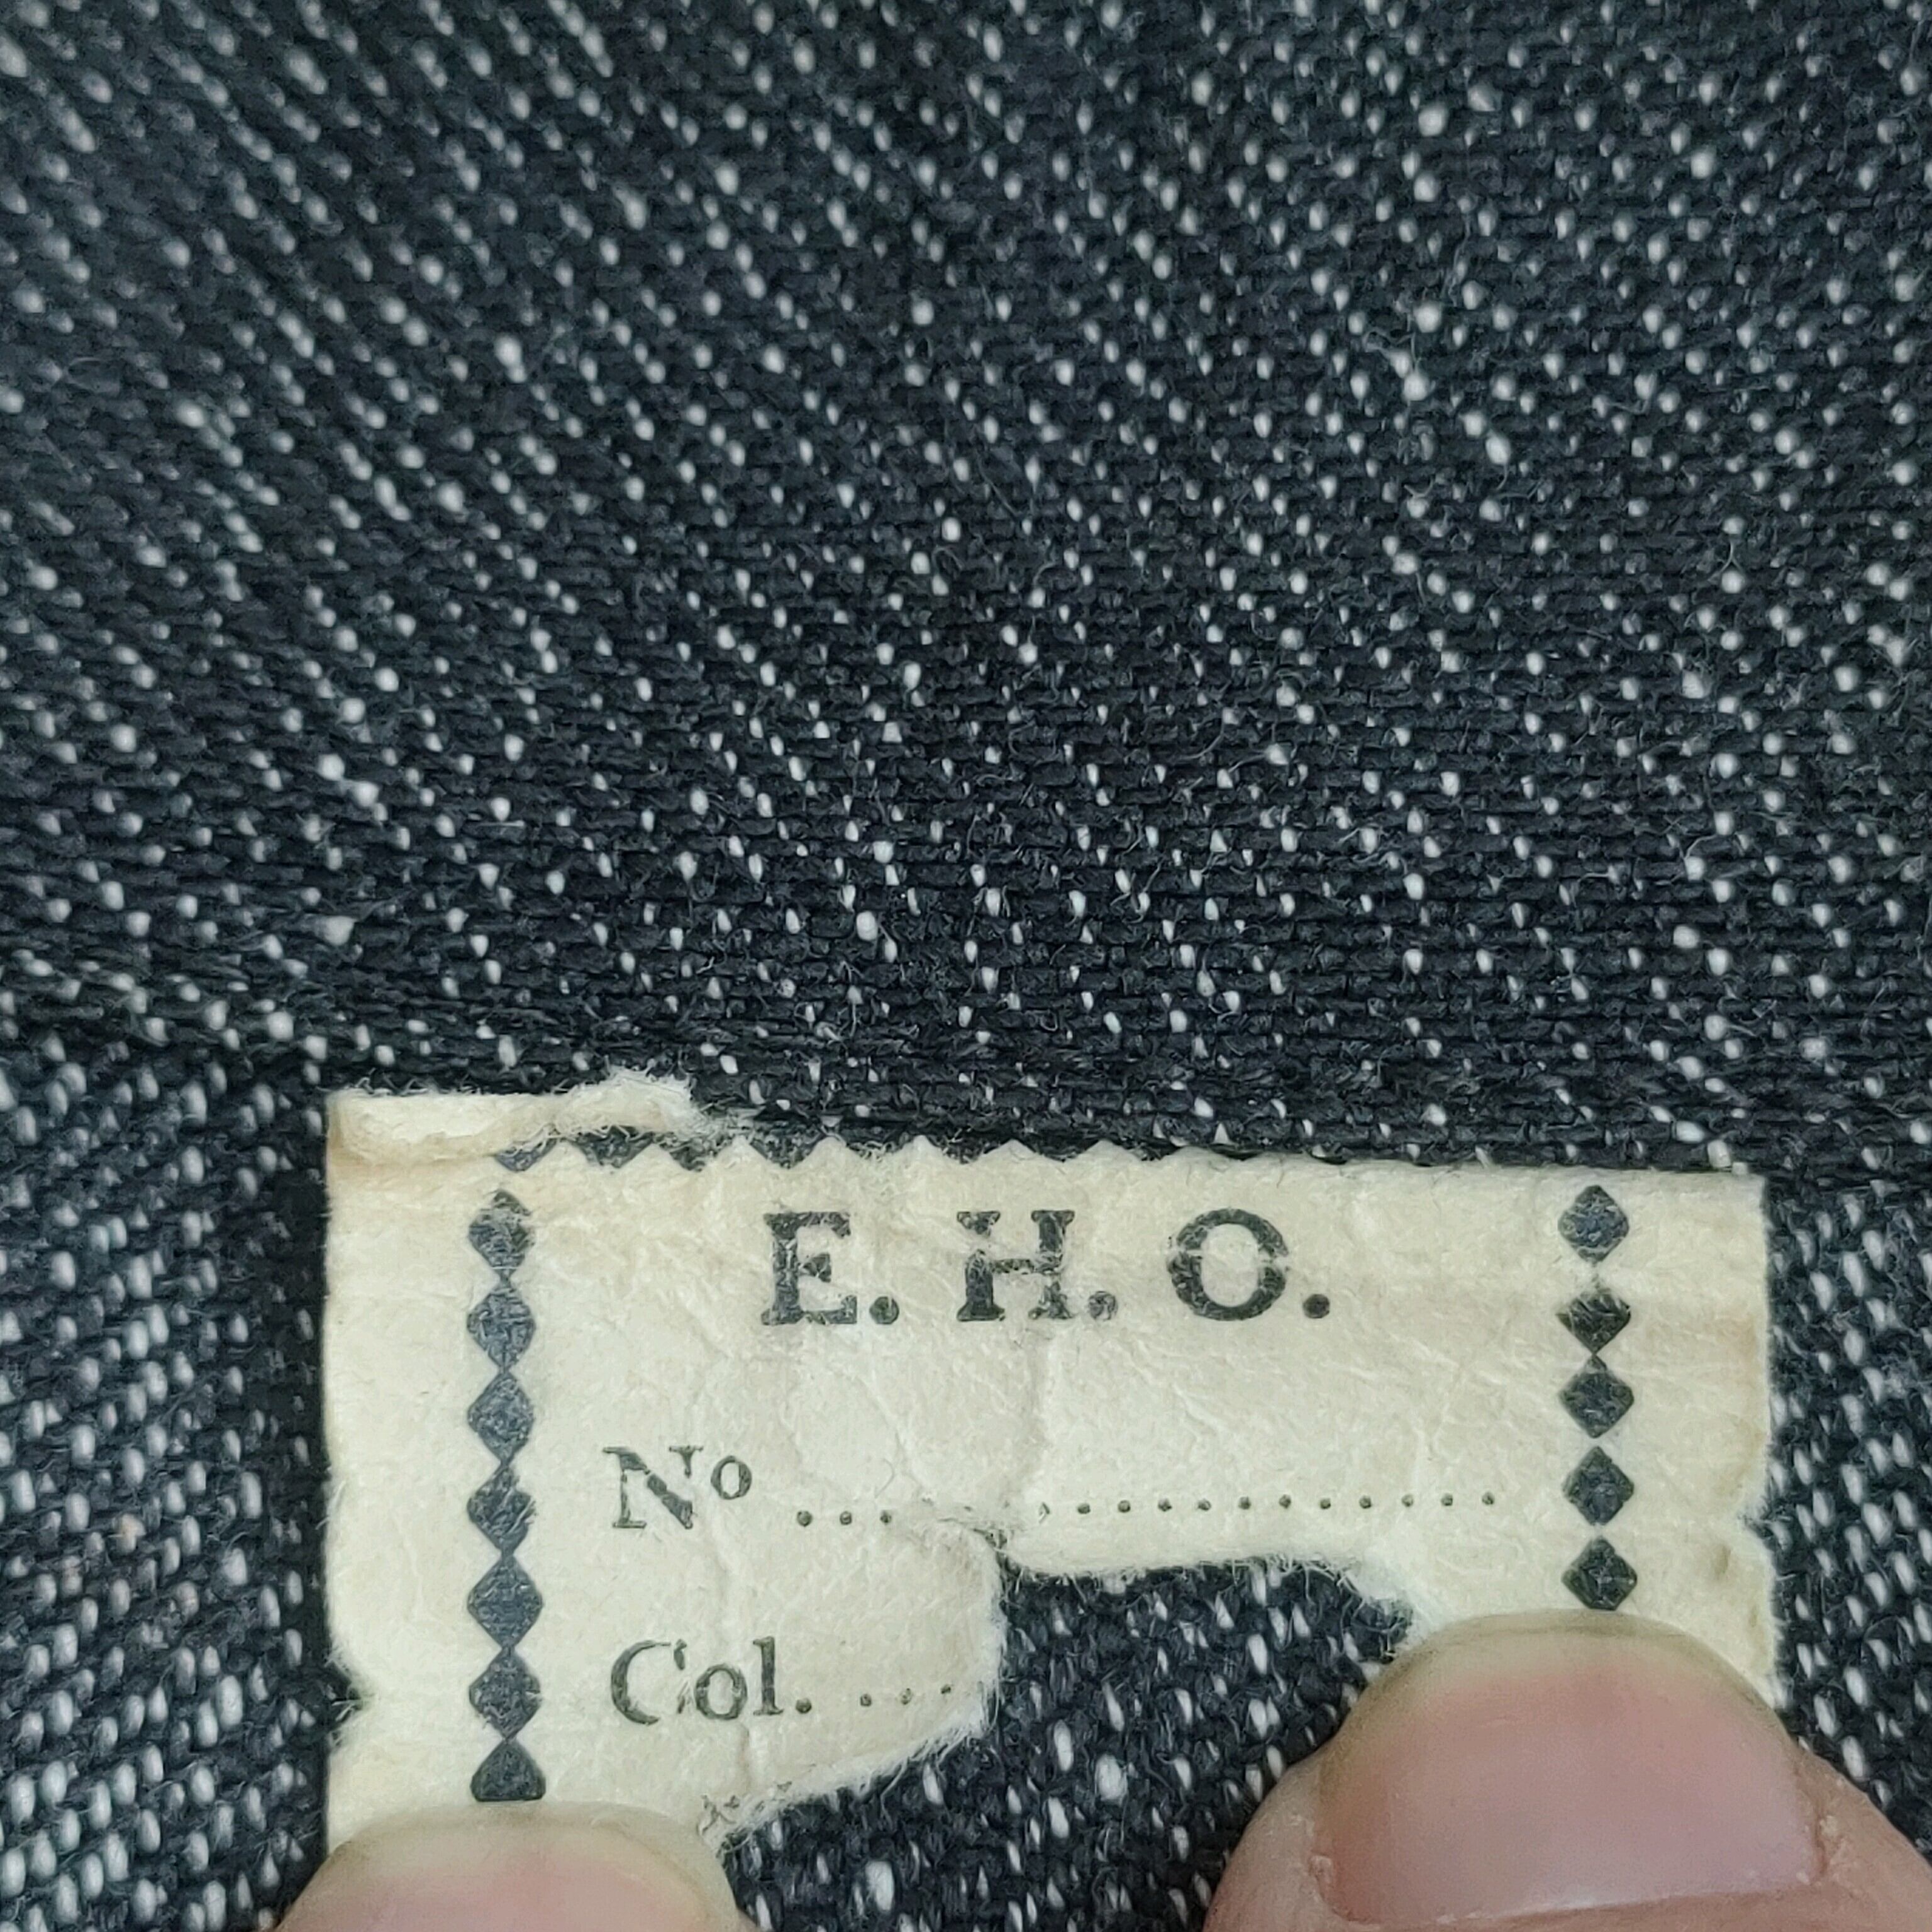 E. H. O.
Nº ... ............
Col. ....